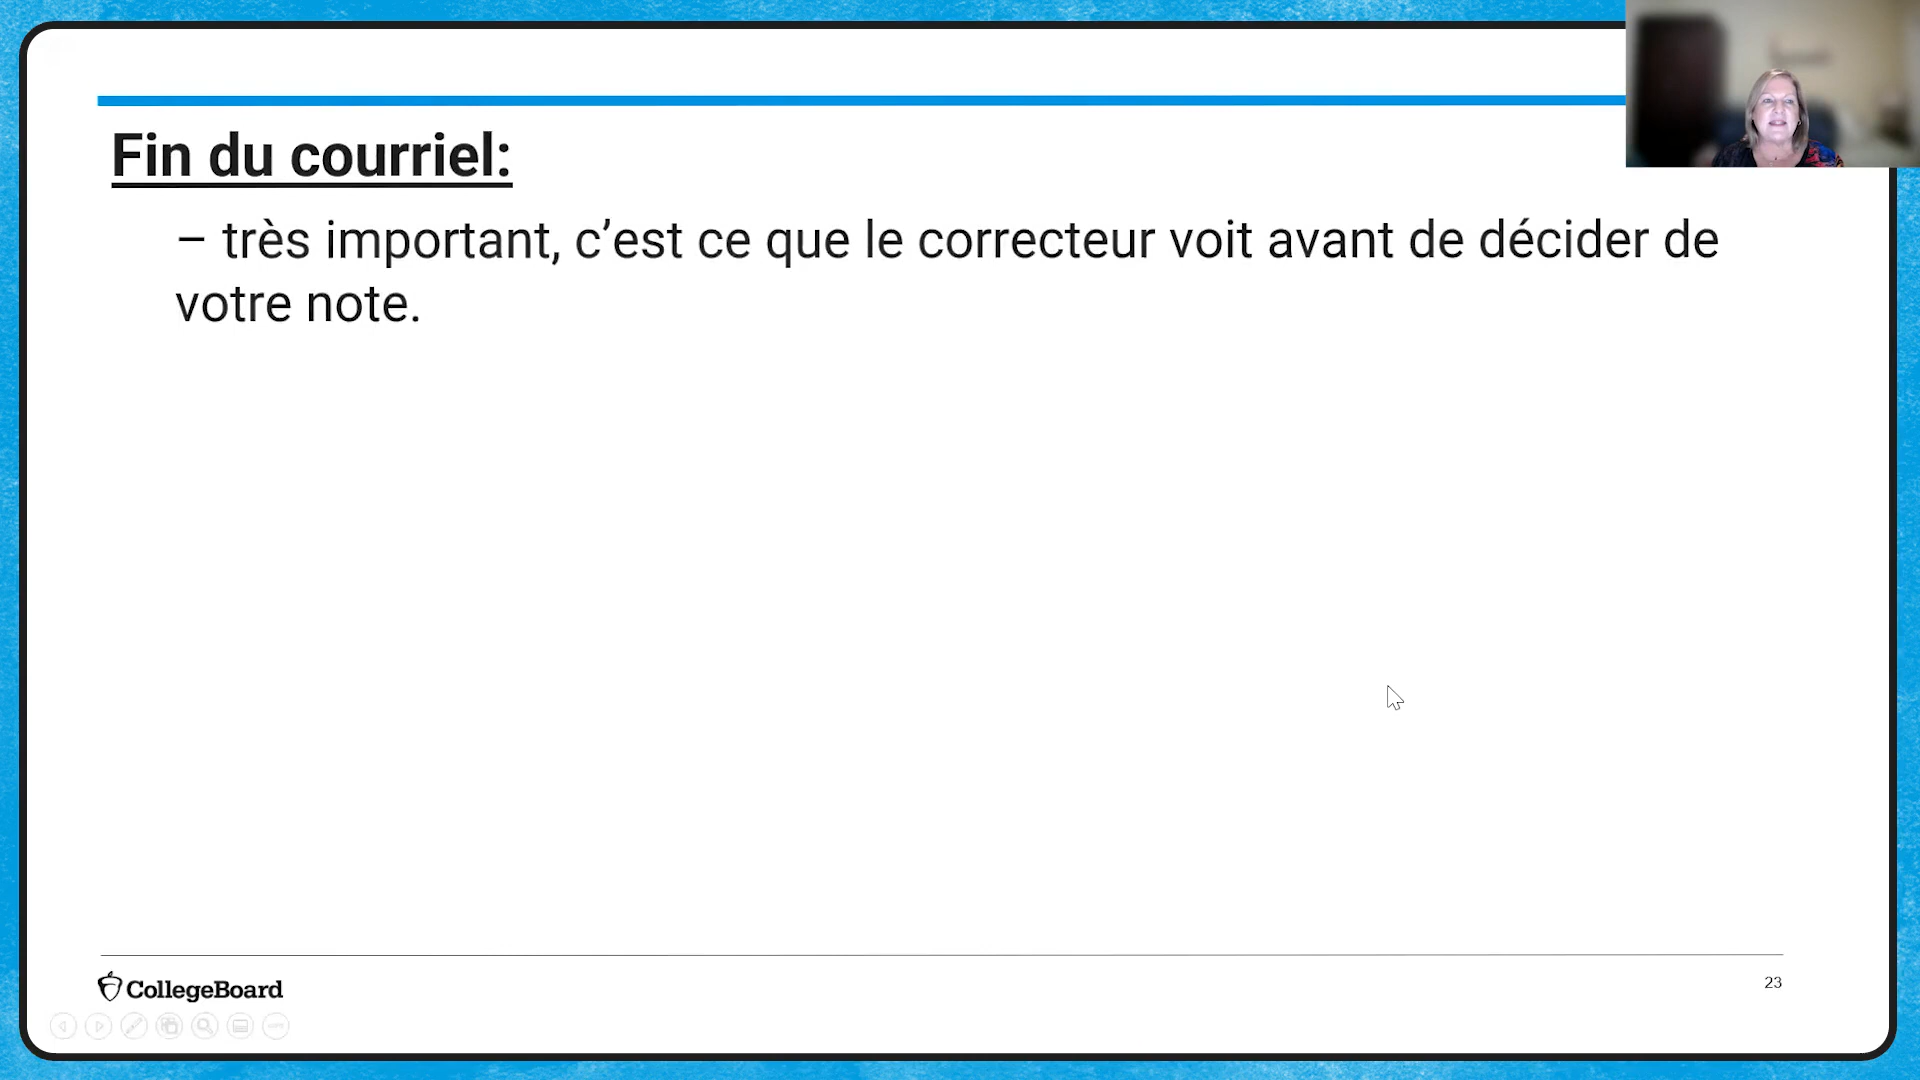 Fin du courriel:
– très important, c’est ce que le correcteur voit avant de décider de
votre note.
CollegeBoard
23